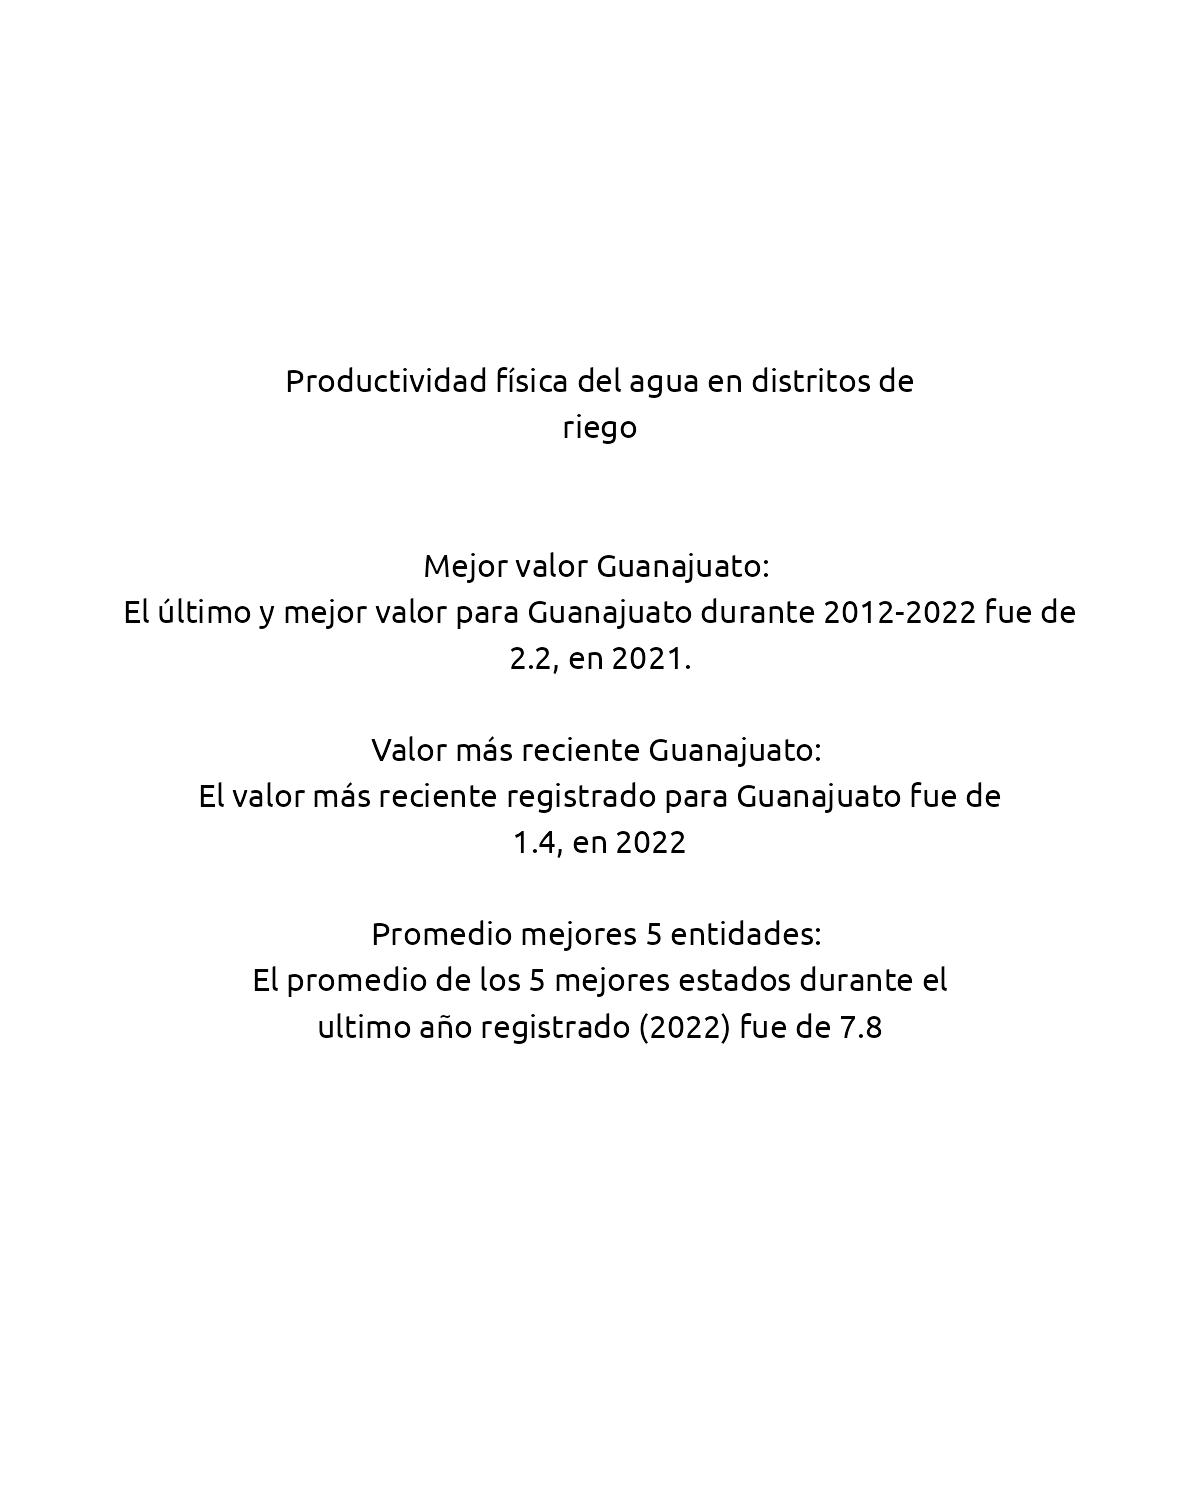 Productividad física del agua en distritos de
riego
Mejor valor Guanajuato:
El último y mejor valor para Guanajuato durante 2012-2022 fue de
2.2, en 2021.
Valor más reciente Guanajuato:
El valor más reciente registrado para Guanajuato fue de
1.4, en 2022
Promedio mejores 5 entidades:
El promedio de los 5 mejores estados durante el
ultimo año registrado (2022) fue de 7.8